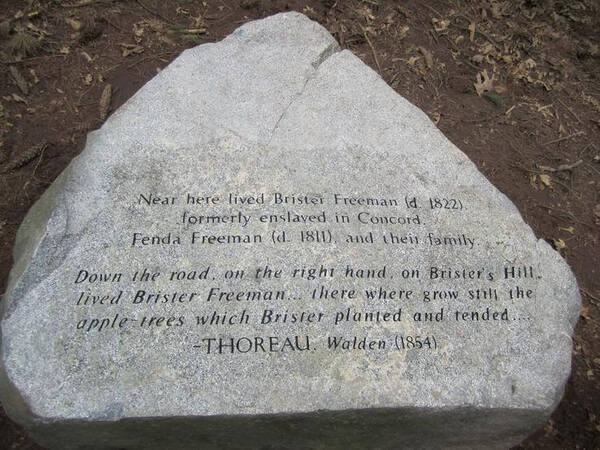 Near here lived Brister Freeman (d. 1822),
formerly enslaved in Concord,
Fenda Freeman (d. 1811), and their family.
Down the road, on the right hand, on Brister's Hill,
lived Brister Freeman... there where grow still the
apple-trees which Brister planted and tended....
-THOREAU, Walden (1854)